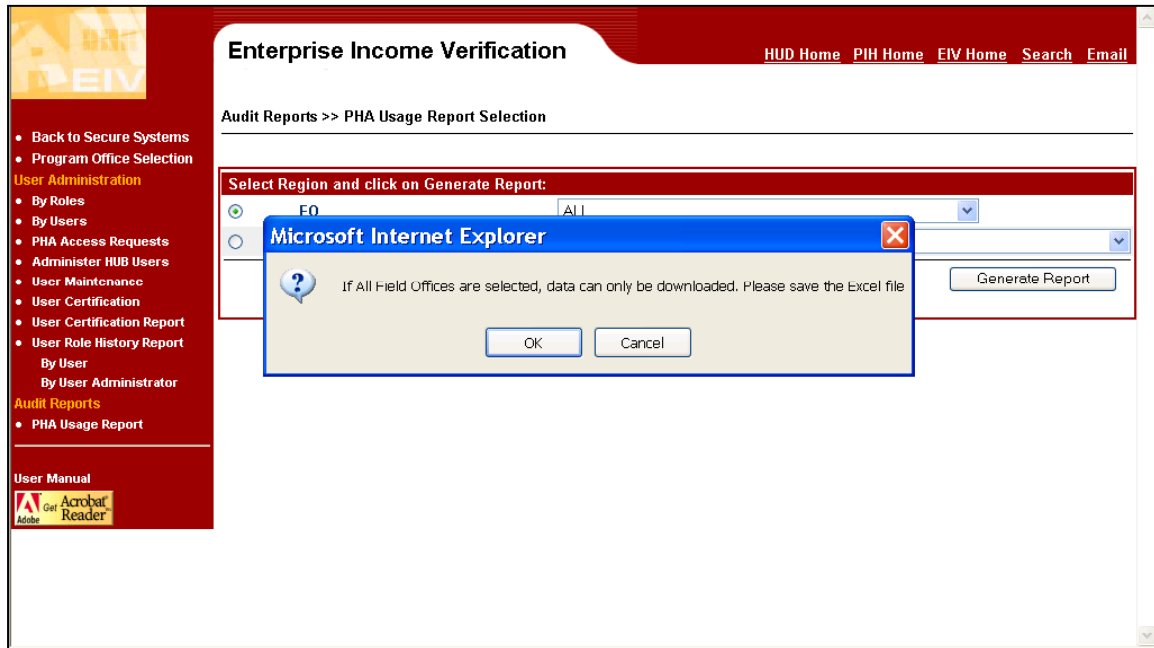 EIV
Enterprise Income Verification
HUD Home PIH Home EIV Home Search Email
Audit Reports >> PHA Usage Report Selection
• Back to Secure Systems
• Program Office Selection
User Administration
• By Roles
• By Users
• PHA Access Requests
• Administer HUB Users
• User Maintenance
• User Certification
• User Certification Report
• User Role History Report
By User
By User Administrator
Audit Reports
• PHA Usage Report
User Manual
Adobe Get Acrobat Reader
Select Region and click on Generate Report:
FO ALL
Microsoft Internet Explorer
If All Field Offices are selected, data can only be downloaded. Please save the Excel file
OK Cancel
Generate Report